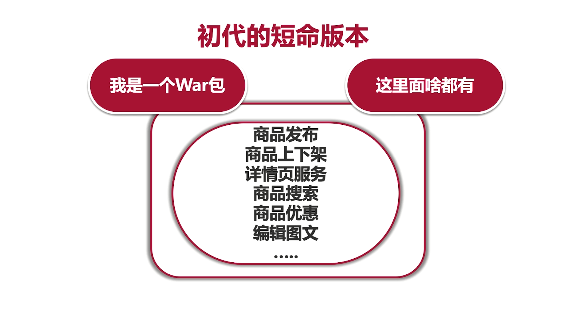 初代的短命版本
我是一个War包
这里面啥都有
商品发布
商品上下架
详情页服务
商品搜索
商品优惠
编辑图文
.....